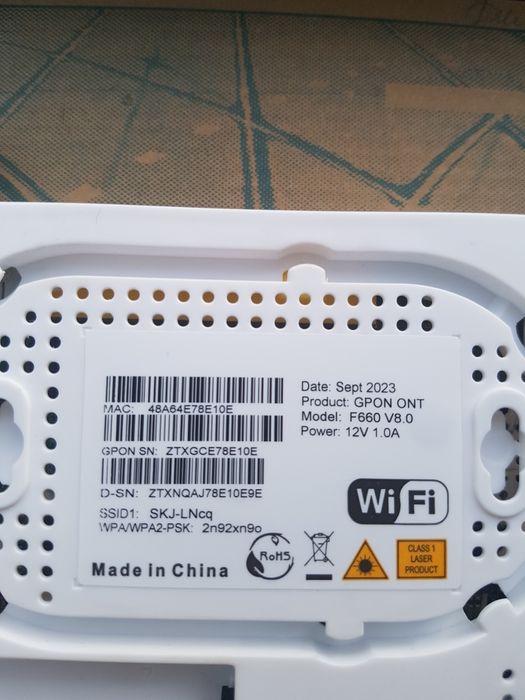 MAC: 48A64E78E10E
GPON SN: ZTXGCE78E10E
D-SN: ZTXNQAJ78E10E9E
SSID1: SKJ-LNcq
WPA/WPA2-PSK: 2n92xn9o
Made in China
Date: Sept 2023
Product: GPON ONT
Model: F660 V8.0
Power: 12V 1.0A
WiFi
RoHS
CLASS 1
LASER
PRODUCT